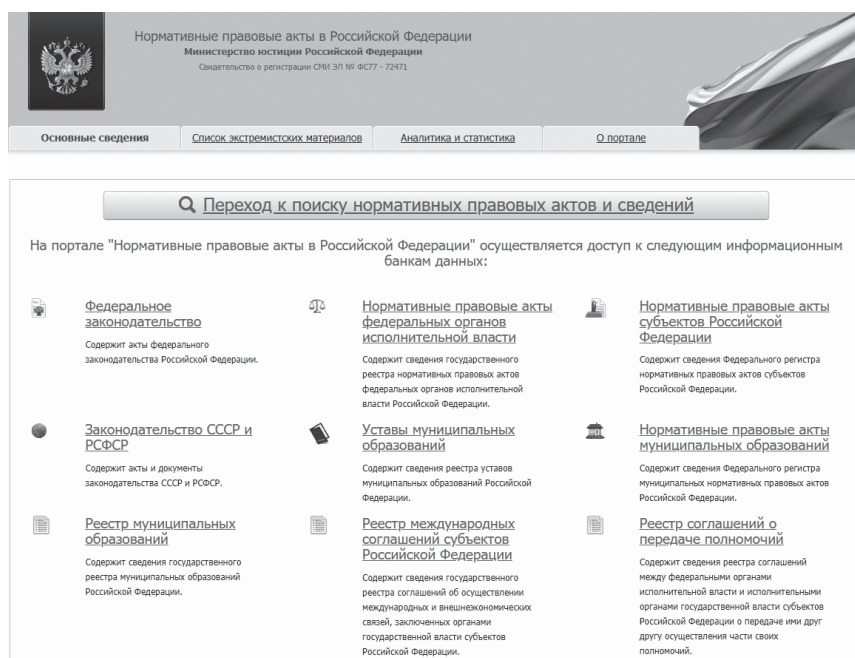 Нормативные правовые акты в Российской Федерации
Министерство юстиции Российской Федерации
Свидетельство о регистрации СМИ ЭЛ № ФС77 - 72471
Основные сведения
Список экстремистских материалов
Аналитика и статистика
О портале
Переход к поиску нормативных правовых актов и сведений
На портале "Нормативные правовые акты в Российской Федерации" осуществляется доступ к следующим информационным
банкам данных:
Федеральное
законодательство
Содержит акты федерального
законодательства Российской Федерации.
Нормативные правовые акты
федеральных органов
исполнительной власти
Содержит сведения государственного
реестра нормативных правовых актов
федеральных органов исполнительной
власти Российской Федерации.
Нормативные правовые акты
субъектов Российской
Федерации
Содержит сведения Федерального регистра
нормативных правовых актов субъектов
Российской Федерации.
Законодательство СССР и
РСФСР
Содержит акты и документы
законодательства СССР и РСФСР.
Уставы муниципальных
образований
Содержит сведения реестра уставов
муниципальных образований Российской
Федерации.
Нормативные правовые акты
муниципальных образований
Содержит сведения Федерального регистра
муниципальных нормативных правовых актов
Российской Федерации.
Реестр муниципальных
образований
Содержит сведения государственного
реестра муниципальных образований
Российской Федерации.
Реестр международных
соглашений субъектов
Российской Федерации
Содержит сведения государственного
реестра соглашений об осуществлении
международных и внешнеэкономических
связей, заключенных органами
государственной власти субъектов
Российской Федерации.
Реестр соглашений о
передаче полномочий
Содержит сведения реестра соглашений
между федеральными органами
исполнительной власти и исполнительными
органами государственной власти субъектов
Российской Федерации о передаче ими друг
другу осуществления части своих
полномочий.